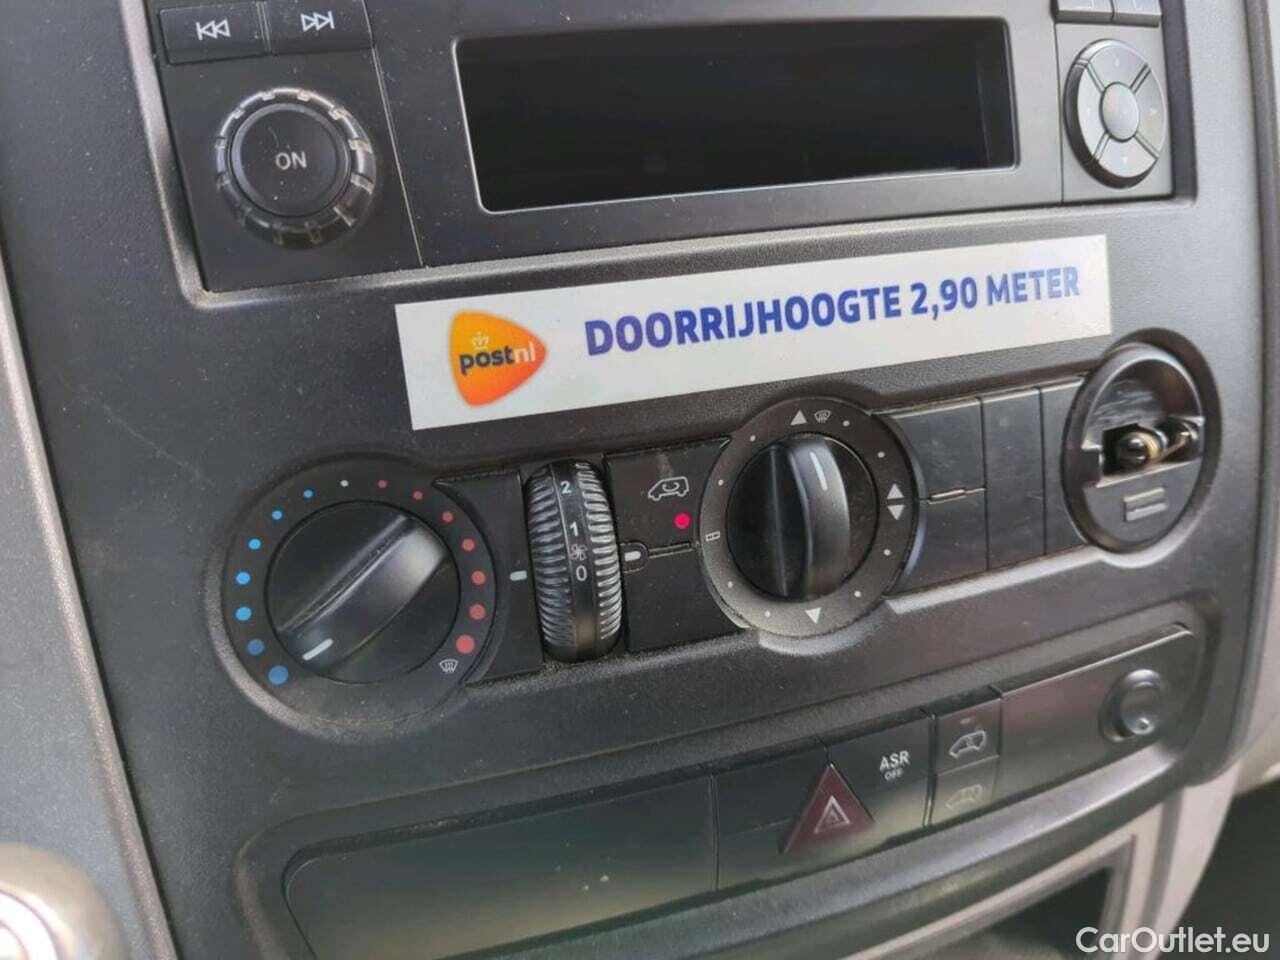 ON
postnl
DOORRIJHOOGTE 2,90 METER
2
1
0
ASR
OFF
CarOutlet.eu